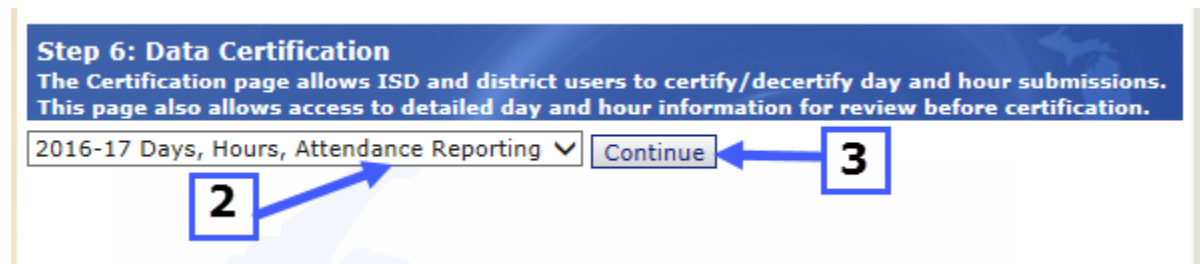 Step 6: Data Certification
The Certification page allows ISD and district users to certify/decertify day and hour submissions.
This page also allows access to detailed day and hour information for review before certification.
2016-17 Days, Hours, Attendance Reporting Continue
3
2